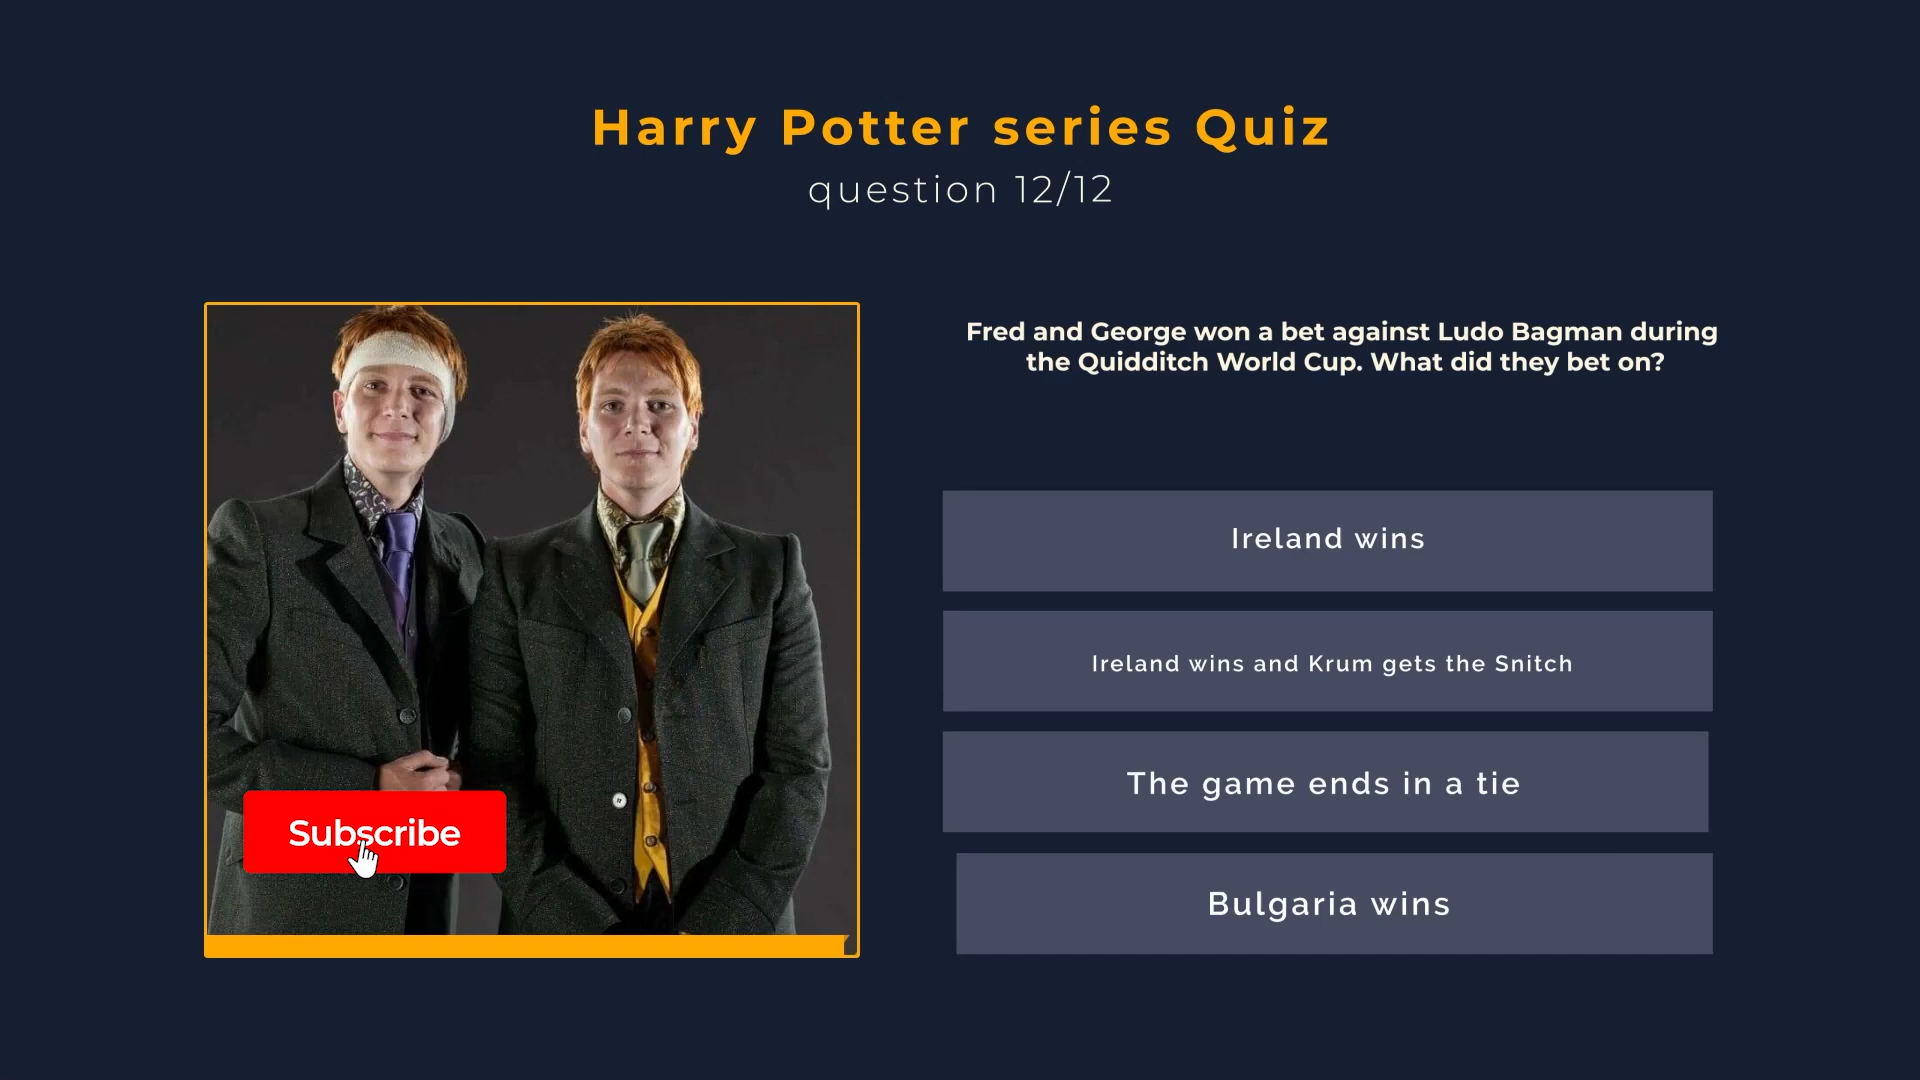 Harry Potter series Quiz
question 12/12
Fred and George won a bet against Ludo Bagman during
the Quidditch World Cup. What did they bet on?
Ireland wins
Ireland wins and Krum gets the Snitch
The game ends in a tie
Bulgaria wins
Subscribe